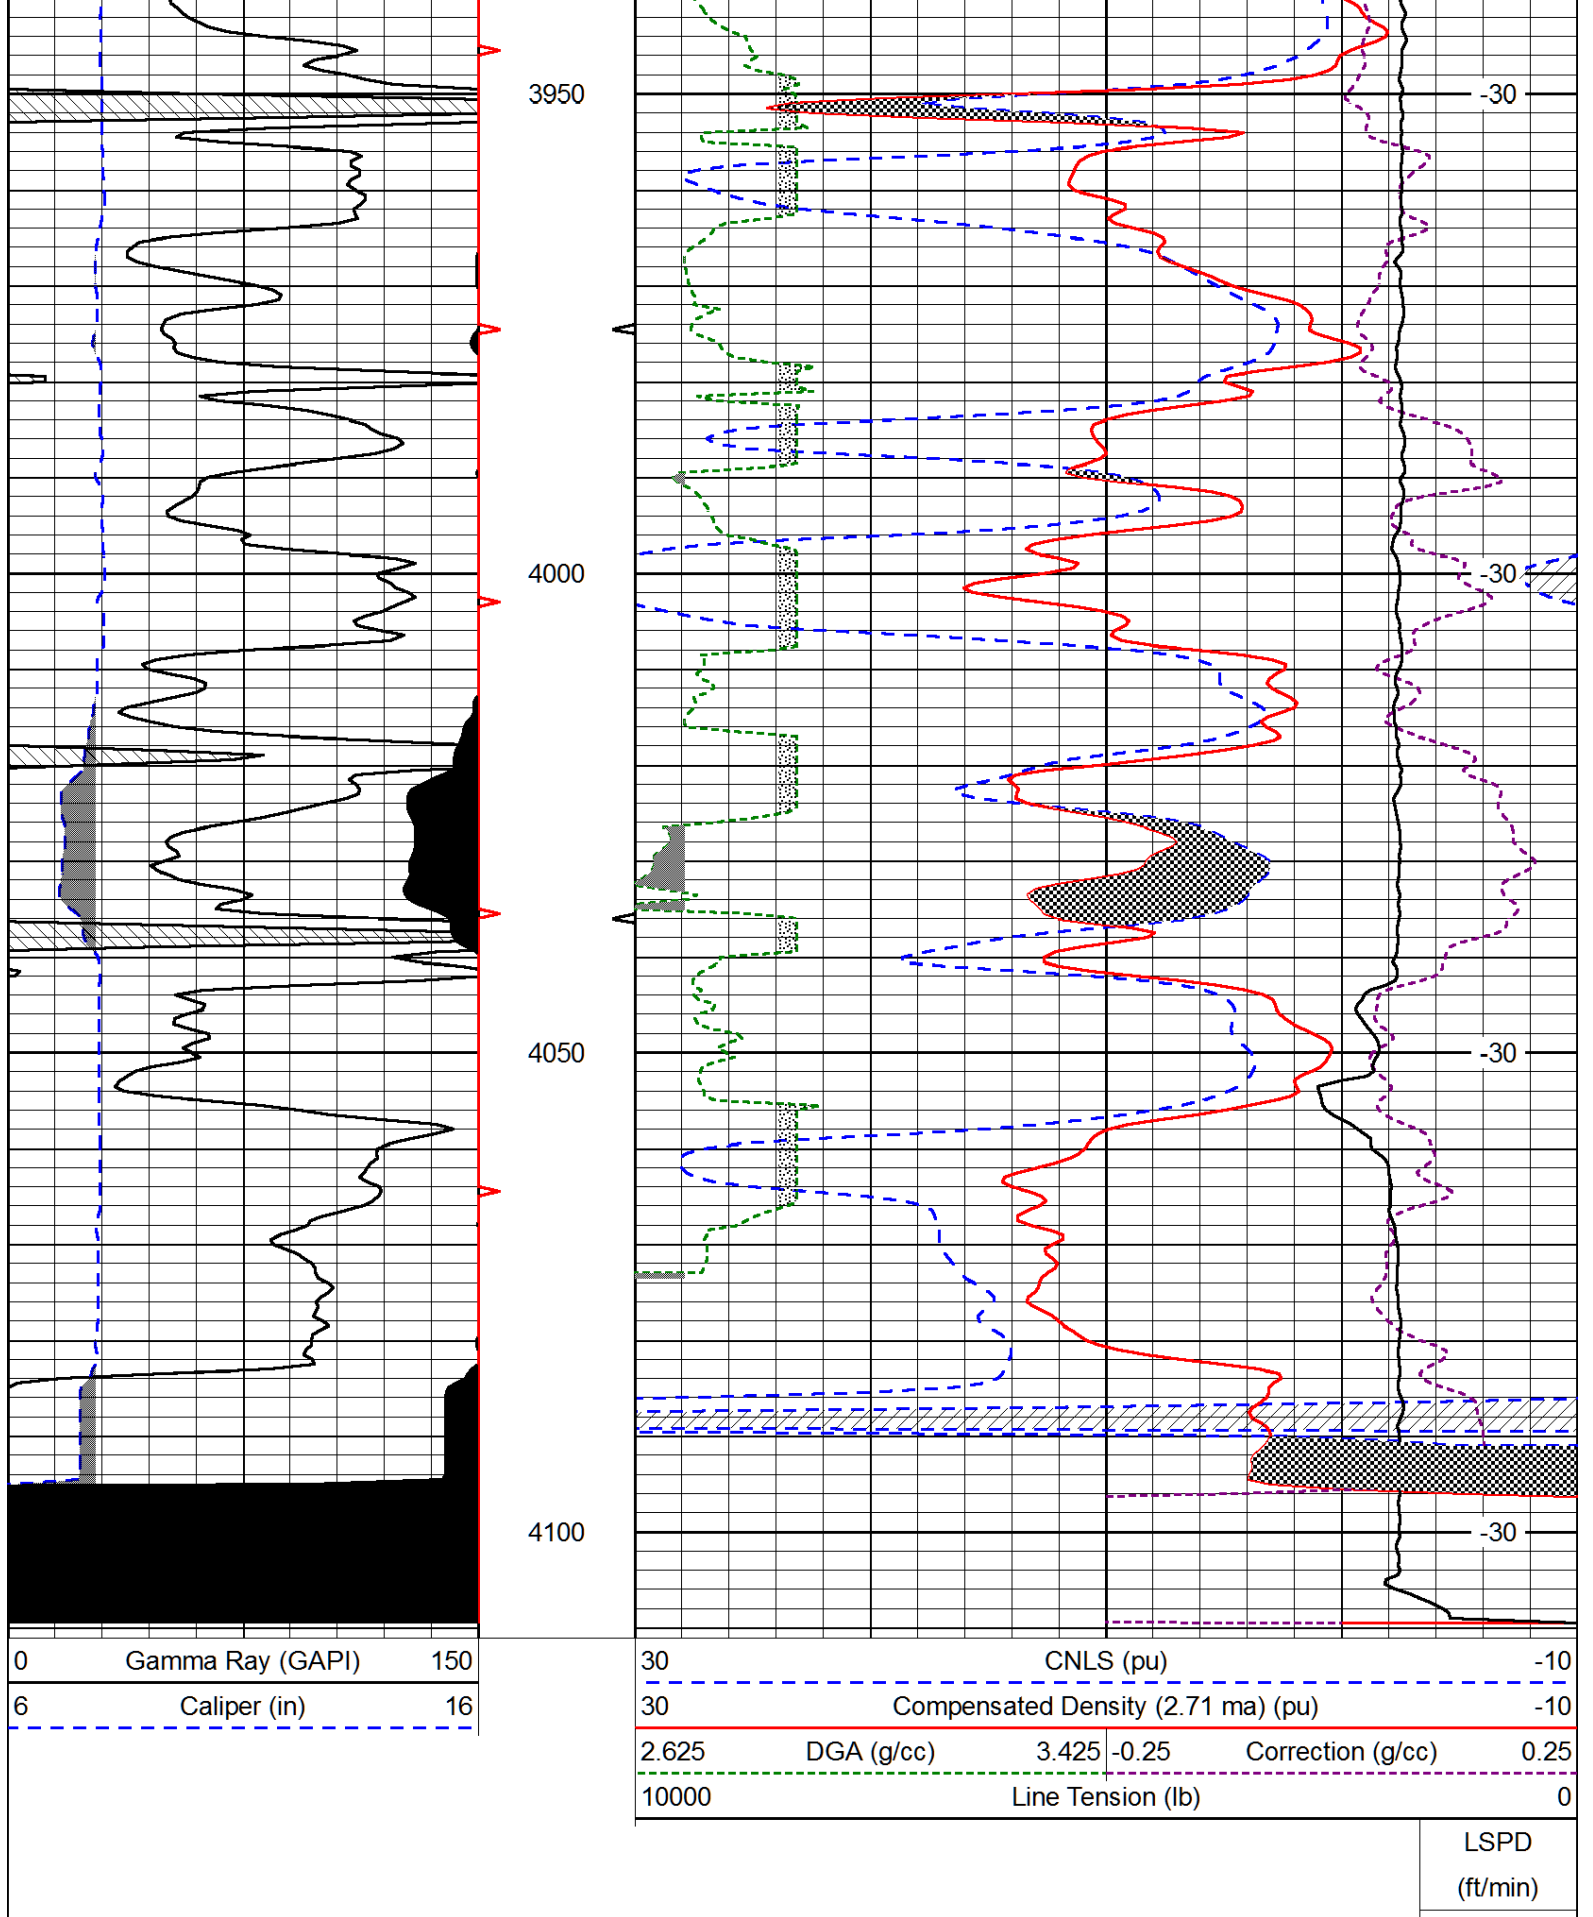 3950 -30
4000 -30
4050 -30
4100 -30
0 Gamma Ray (GAPI) 150
6 Caliper (in) 16
30 CNLS (pu) -10
30 Compensated Density (2.71 ma) (pu) -10
2.625 DGA (g/cc) 3.425 -0.25 Correction (g/cc) 0.25
10000 Line Tension (lb) 0
LSPD
(ft/min)